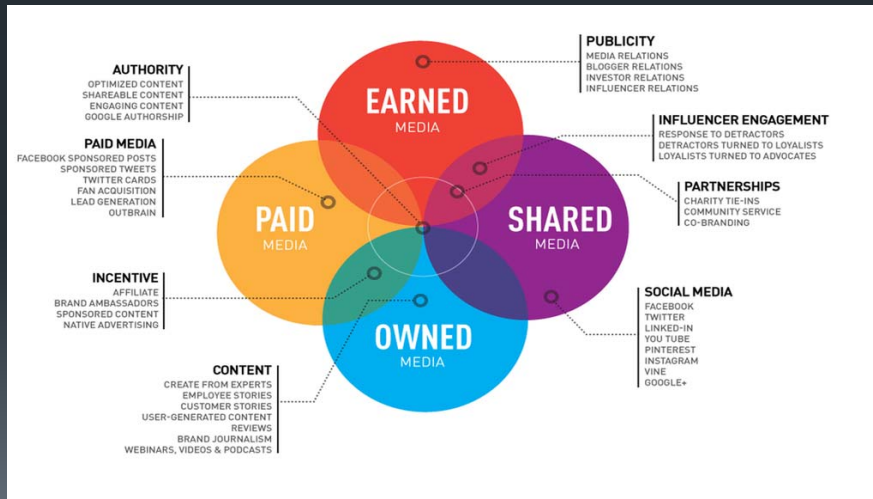 AUTHORITY
OPTIMIZED CONTENT
SHAREABLE CONTENT
ENGAGING CONTENT
GOOGLE AUTHORSHIP
PAID MEDIA
FACEBOOK SPONSORED POSTS
SPONSORED TWEETS
TWITTER CARDS
FAN ACQUISITION
LEAD GENERATION
OUTBRAIN
INCENTIVE
AFFILIATE
BRAND AMBASSADORS
SPONSORED CONTENT
NATIVE ADVERTISING
CONTENT
CREATE FROM EXPERTS
EMPLOYEE STORIES
CUSTOMER STORIES
USER-GENERATED CONTENT
REVIEWS
BRAND JOURNALISM
WEBINARS, VIDEOS & PODCASTS
EARNED
MEDIA
PAID
MEDIA
SHARED
MEDIA
OWNED
MEDIA
PUBLICITY
MEDIA RELATIONS
BLOGGER RELATIONS
INVESTOR RELATIONS
INFLUENCER RELATIONS
INFLUENCER ENGAGEMENT
RESPONSE TO DETRACTORS
DETRACTORS TURNED TO LOYALISTS
LOYALISTS TURNED TO ADVOCATES
PARTNERSHIPS
CHARITY TIE-INS
COMMUNITY SERVICE
CO-BRANDING
SOCIAL MEDIA
FACEBOOK
TWITTER
LINKED-IN
YOU TUBE
PINTEREST
INSTAGRAM
VINE
GOOGLE+